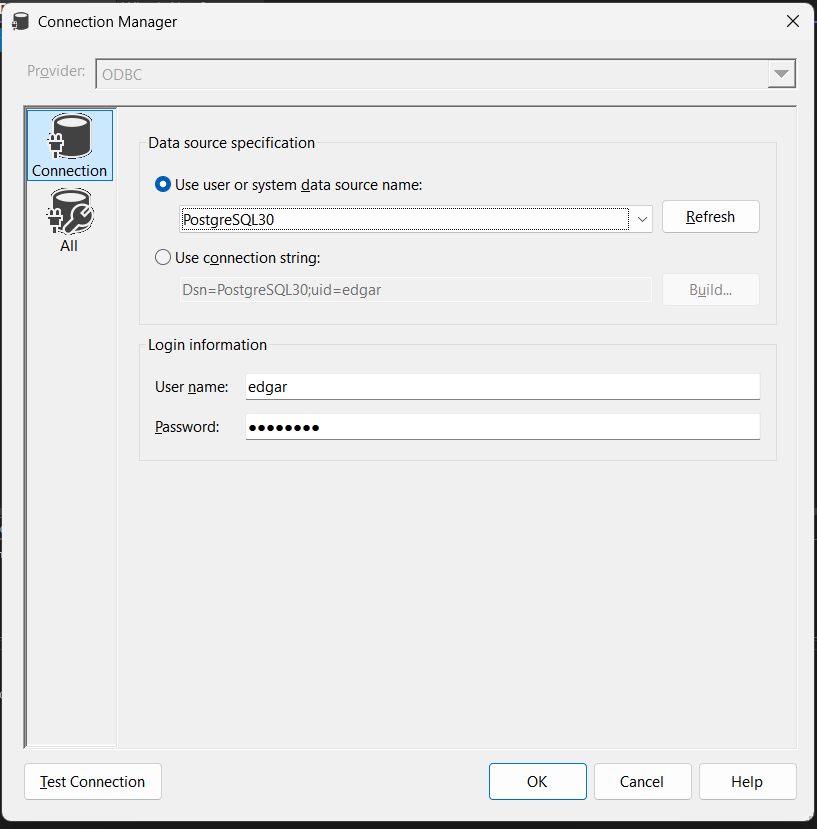 Connection Manager
Provider: ODBC
Connection
All
Data source specification
Use user or system data source name:
PostgreSQL30 Refresh
Use connection string:
Dsn=PostgreSQL30;uid=edgar Build...
Login information
User name: edgar
Password: ●●●●●●●●
Test Connection OK Cancel Help